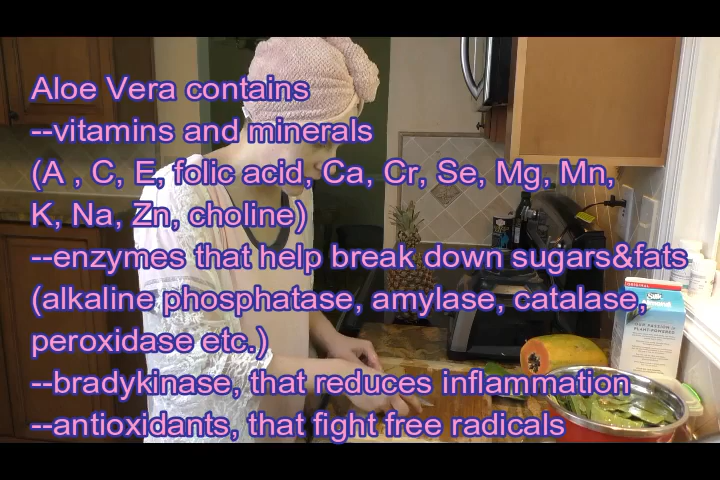 Aloe Vera contains
--vitamins and minerals
(A , C, E, folic acid, Ca, Cr, Se, Mg, Mn,
K, Na, Zn, choline)
--enzymes that help break down sugars&fats
(alkaline phosphatase, amylase, catalase,
peroxidase etc.)
--bradykinase, that reduces inflammation
--antioxidants, that fight free radicals
ORIGINAL
Silk